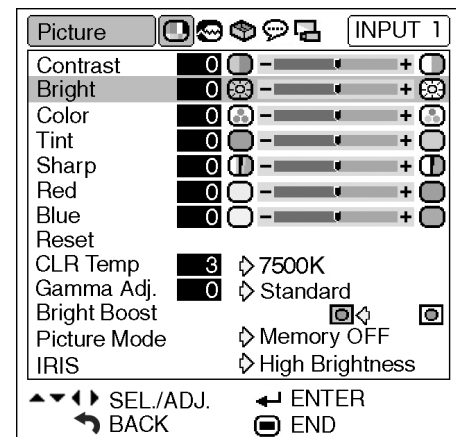 Picture INPUT 1
Contrast 0 - +
Bright 0 - +
Color 0 - +
Tint 0 - +
Sharp 0 - +
Red 0 - +
Blue 0 - +
Reset
CLR Temp 3 7500K
Gamma Adj. 0 Standard
Bright Boost
Picture Mode Memory OFF
IRIS High Brightness
SEL./ADJ. ENTER
BACK END